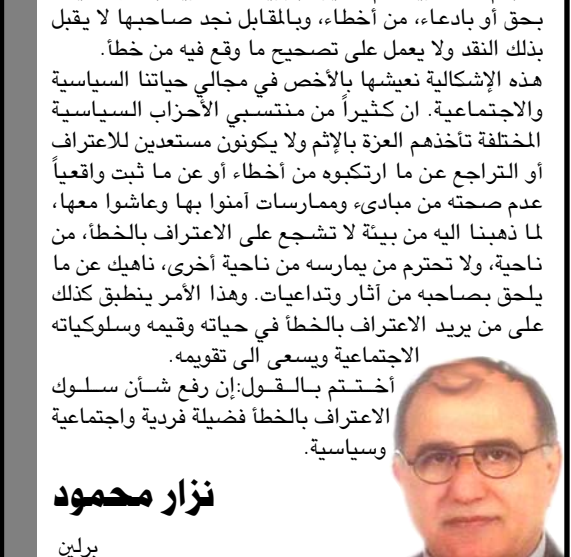 بحق أو بادعاء، من أخطاء، وبالمقابل نجد صاحبها لا يقبل
بذلك النقد ولا يعمل على تصحيح ما وقع فيه من خطأ.
هذه الإشكالية نعيشها بالأخص في مجالي حياتنا السياسية
والاجتماعية. ان كثيراً من منتسبي الأحزاب السياسية
المختلفة تأخذهم العزة بالإثم ولا يكونون مستعدين للاعتراف
أو التراجع عن ما ارتكبوه من أخطاء أو عن ما ثبت واقعياً
عدم صحته من مبادىء وممارسات آمنوا بها وعاشوا معها،
لما ذهبنا اليه من بيئة لا تشجع على الاعتراف بالخطأ، من
ناحية، ولا تحترم من يمارسه من ناحية أخرى، ناهيك عن ما
يلحق بصاحبه من آثار وتداعيات. وهذا الأمر ينطبق كذلك
على من يريد الاعتراف بالخطأ في حياته وقيمه وسلوكياته
الاجتماعية ويسعى الى تقويمه.
أختتم بالقول:إن رفع شأن سلوك
الاعتراف بالخطأ فضيلة فردية واجتماعية
وسياسية.
نزار محمود
برلين